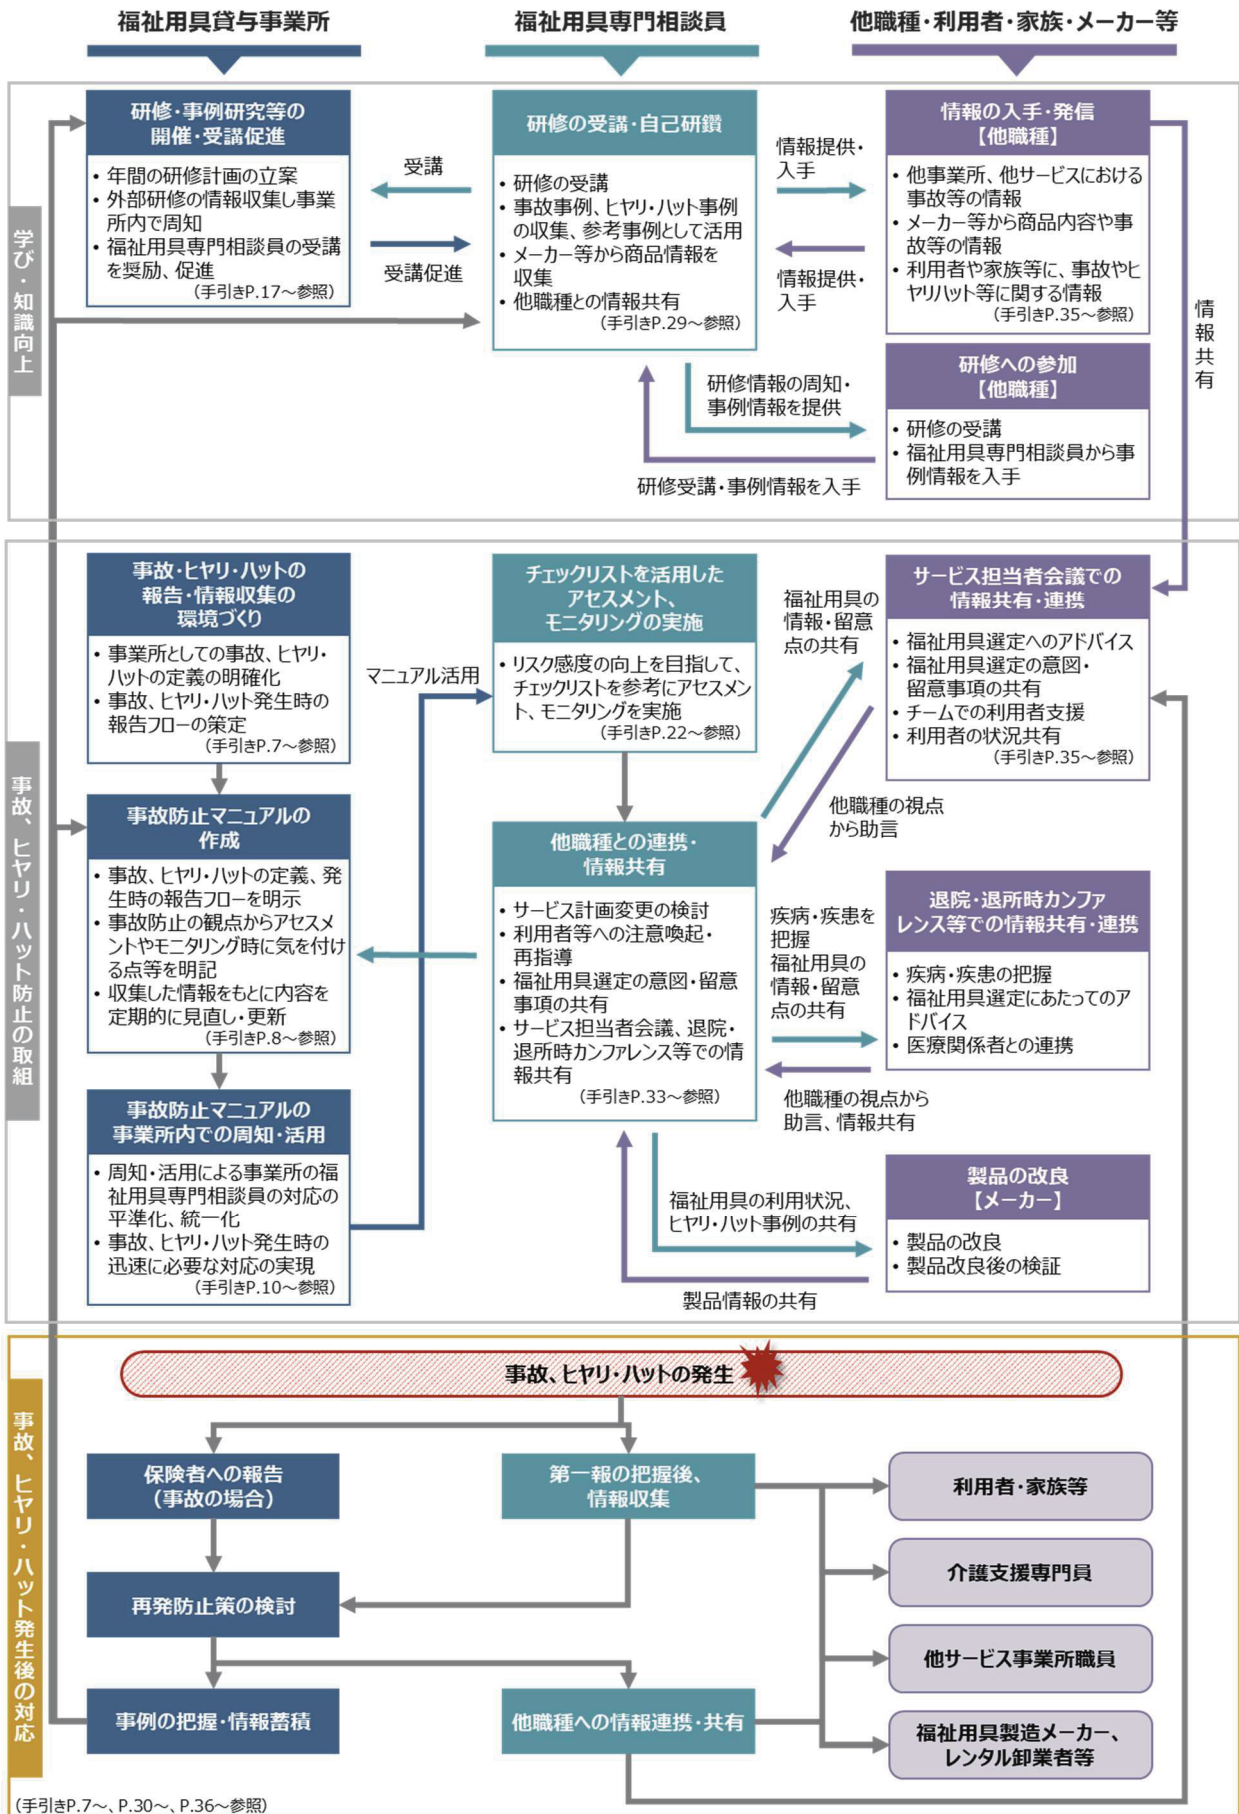 福祉用具貸与事業所
福祉用具専門相談員
他職種・利用者・家族・メーカー等
学び・知識向上
研修・事例研究等の
開催・受講促進
• 年間の研修計画の立案
• 外部研修の情報収集し事業
所内で周知
• 福祉用具専門相談員の受講
を奨励、促進
(手引きP.17～参照)
受講
受講促進
研修の受講・自己研鑽
• 研修の受講
• 事故事例、ヒヤリ・ハット事例
の収集、参考事例として活用
• メーカー等から商品情報を
収集
• 他職種との情報共有
(手引きP.29～参照)
情報提供・
入手
情報提供・
入手
情報の入手・発信
【他職種】
• 他事業所、他サービスにおける
事故等の情報
• メーカー等から商品内容や事
故等の情報
• 利用者や家族等に、事故やヒ
ヤリハット等に関する情報
(手引きP.35～参照)
情報共有
研修情報の周知・
事例情報を提供
研修受講・事例情報を入手
研修への参加
【他職種】
• 研修の受講
• 福祉用具専門相談員から事
例情報を入手
事故、ヒヤリ・ハット防止の取組
事故・ヒヤリ・ハットの
報告・情報収集の
環境づくり
• 事業所としての事故、ヒヤリ・
ハットの定義の明確化
• 事故、ヒヤリ・ハット発生時の
報告フローの策定
(手引きP.7～参照)
事故防止マニュアルの
作成
• 事故、ヒヤリ・ハットの定義、発
生時の報告フローを明示
• 事故防止の観点からアセスメ
ントやモニタリング時に気を付け
る点等を明記
• 収集した情報をもとに内容を
定期的に見直し・更新
(手引きP.8～参照)
事故防止マニュアルの
事業所内での周知・活用
• 周知・活用による事業所の福
祉用具専門相談員の対応の
平準化、統一化
• 事故、ヒヤリ・ハット発生時の
迅速に必要な対応の実現
(手引きP.10～参照)
マニュアル活用
チェックリストを活用した
アセスメント、
モニタリングの実施
• リスク感度の向上を目指して、
チェックリストを参考にアセスメン
ト、モニタリングを実施
(手引きP.22～参照)
他職種との連携・
情報共有
• サービス計画変更の検討
• 利用者等への注意喚起・
再指導
• 福祉用具選定の意図・留意
事項の共有
• サービス担当者会議、退院・
退所時カンファレンス等での情
報共有
(手引きP.33～参照)
福祉用具の
情報・留意
点の共有
他職種の視点
から助言
サービス担当者会議での
情報共有・連携
• 福祉用具選定へのアドバイス
• 福祉用具選定の意図・
留意事項の共有
• チームでの利用者支援
• 利用者の状況共有
(手引きP.35～参照)
疾病・疾患を
把握
福祉用具の
情報・留意
点の共有
他職種の視点から
助言、情報共有
退院・退所時カンファ
レンス等での情報共有・連携
• 疾病・疾患の把握
• 福祉用具選定にあたってのア
ドバイス
• 医療関係者との連携
福祉用具の利用状況、
ヒヤリ・ハット事例の共有
製品情報の共有
製品の改良
【メーカー】
• 製品の改良
• 製品改良後の検証
事故、ヒヤリ・ハット発生後の対応
事故、ヒヤリ・ハットの発生
保険者への報告
(事故の場合)
第一報の把握後、
情報収集
再発防止策の検討
事例の把握・情報蓄積
他職種への情報連携・共有
利用者・家族等
介護支援専門員
他サービス事業所職員
福祉用具製造メーカー、
レンタル卸業者等
(手引きP.7～、P.30～、P.36～参照)